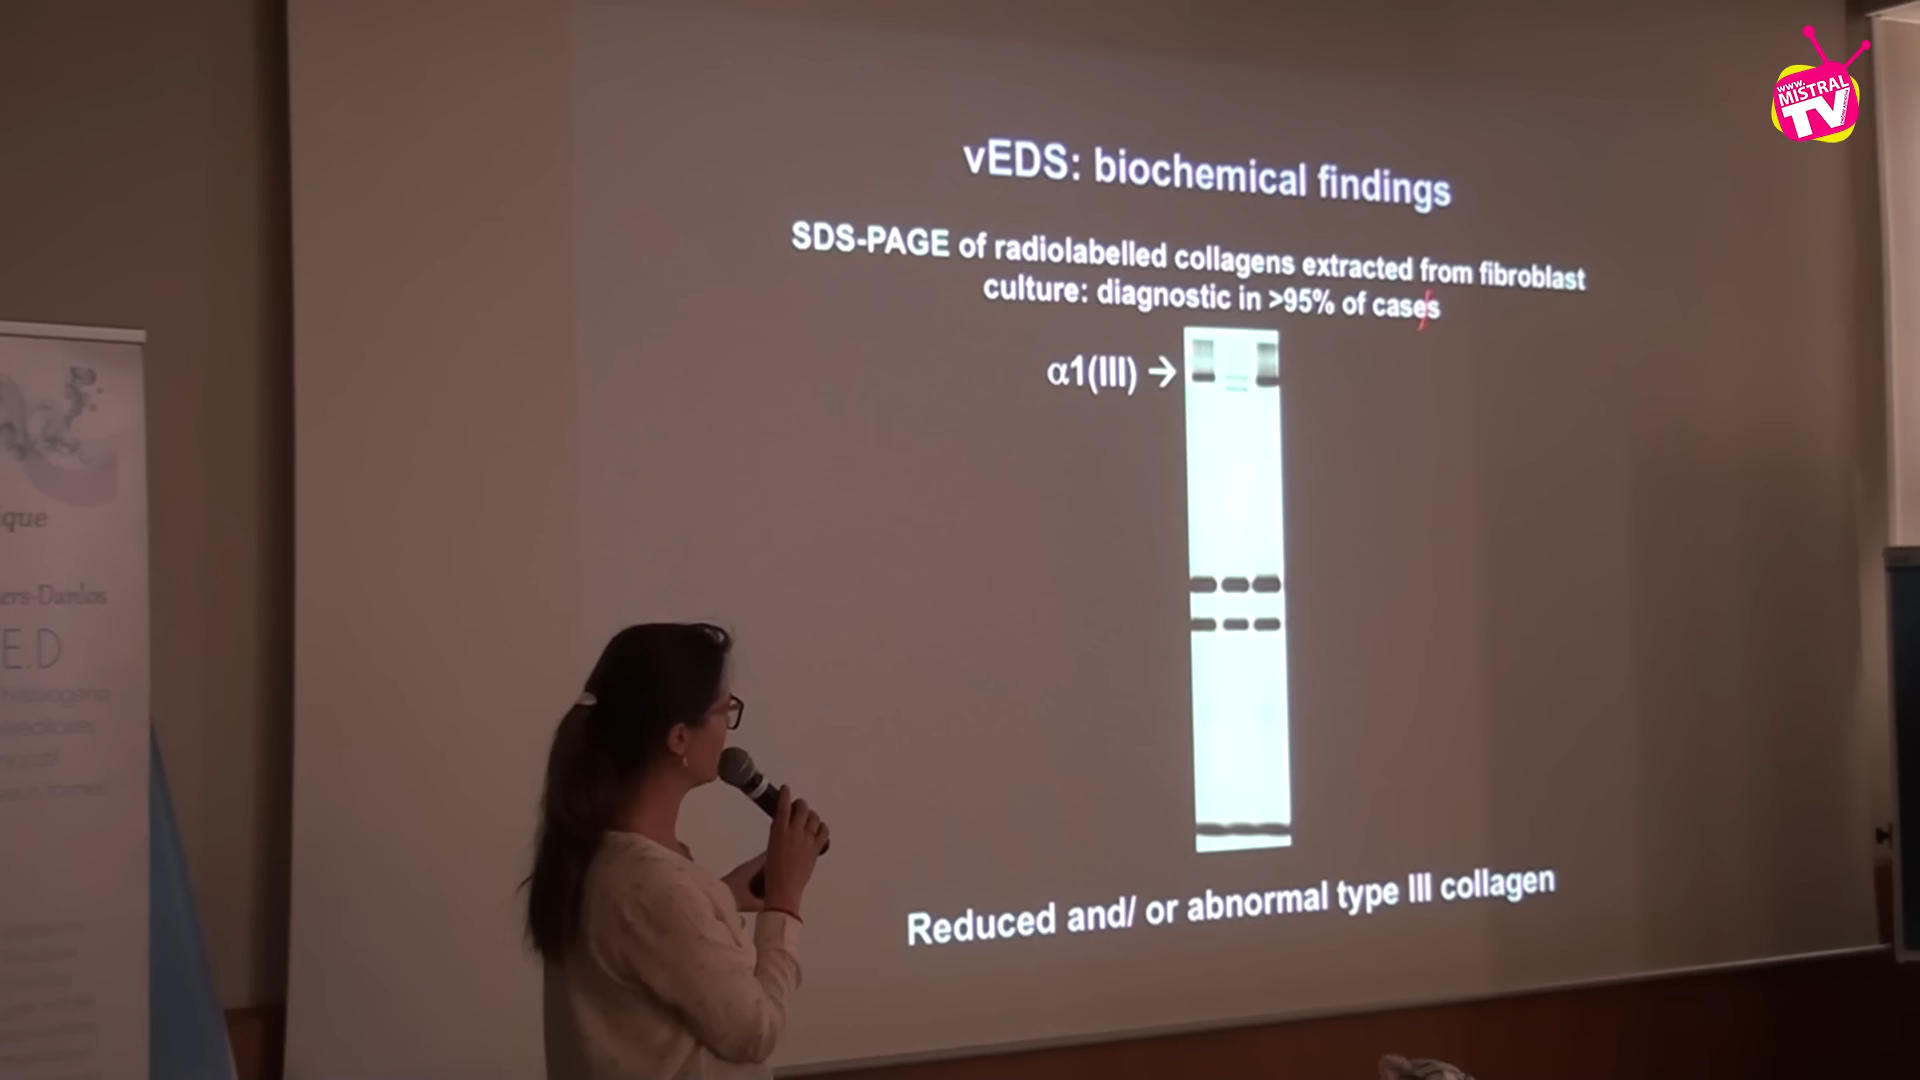 www.
MISTRAL
TV
vEDS: biochemical findings
SDS-PAGE of radiolabelled collagens extracted from fibroblast
culture: diagnostic in >95% of cases
α1(III) →
Reduced and/ or abnormal type III collagen
ique
ers-Danlos
E.D